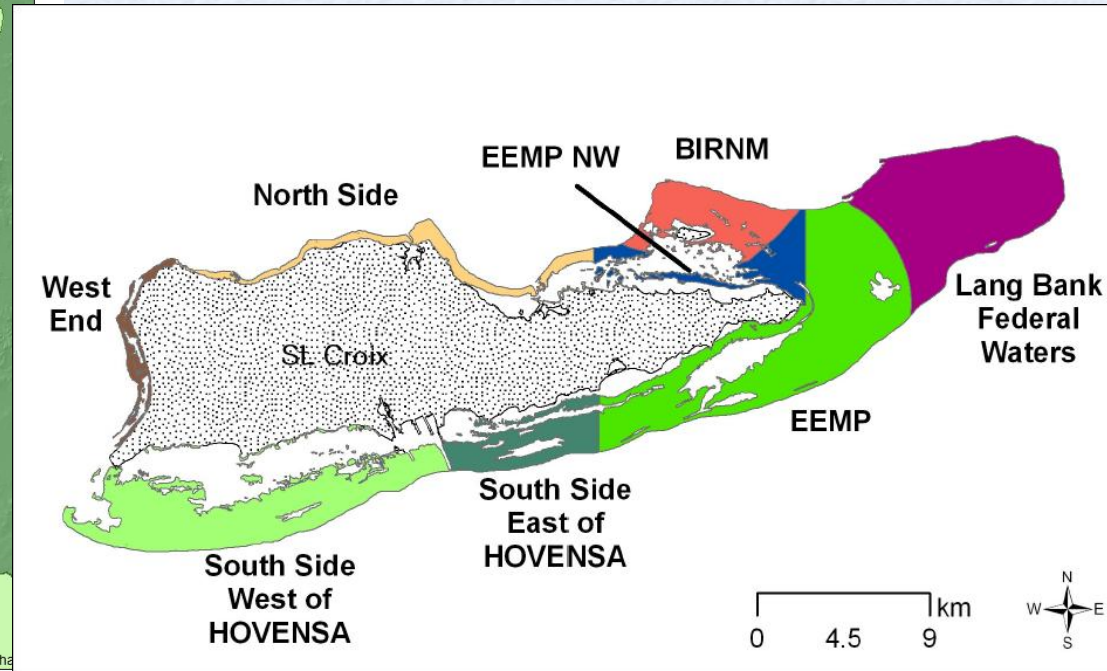 EEMP NW
BIRNM
North Side
West
End
St. Croix
Lang Bank
Federal
Waters
EEMP
South Side
East of
HOVENSA
South Side
West of
HOVENSA
N
W
E
S
km
0
4.5
9